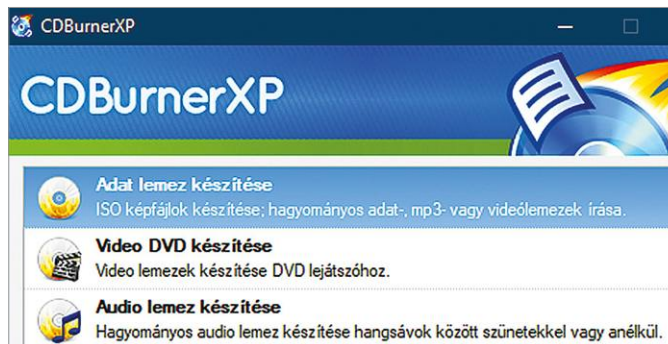 CDBurnerXP
CDBurnerXP
Adat lemez készítése
ISO képfájlok készítése; hagyományos adat-, mp3- vagy videólemezek írása.
Video DVD készítése
Video lemezek készítése DVD lejátszóhoz.
Audio lemez készítése
Hagyományos audio lemez készítése hangsávok között szünetekkel vagy anélkül.